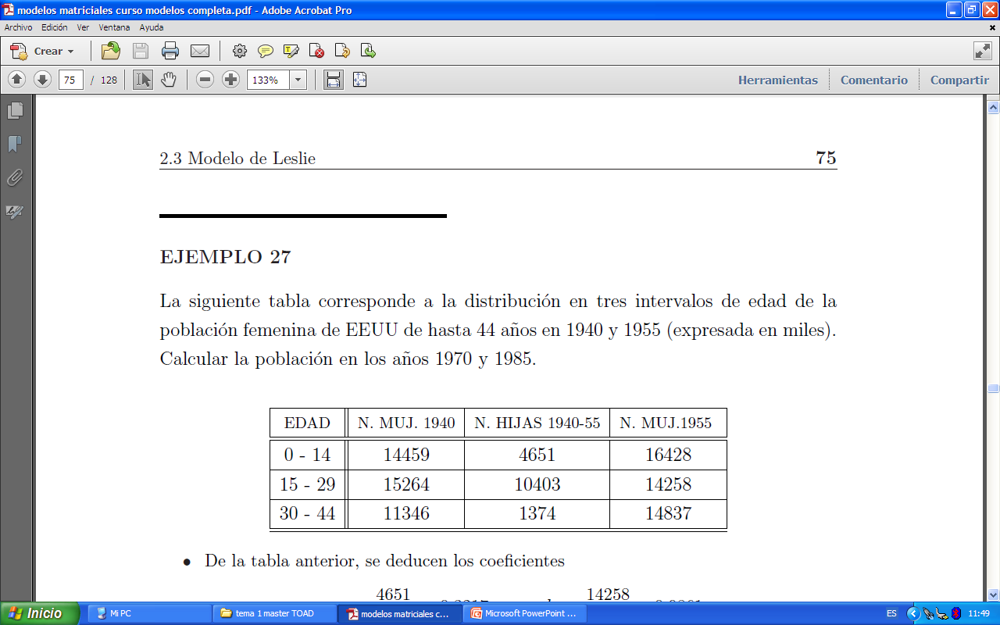 modelos matriciales curso modelos completa.pdf - Adobe Acrobat Pro
Archivo Edición Ver Ventana Ayuda
Crear
75 / 128 133% Herramientas Comentario Compartir
2.3 Modelo de Leslie 75
EJEMPLO 27
La siguiente tabla corresponde a la distribución en tres intervalos de edad de la
población femenina de EEUU de hasta 44 años en 1940 y 1955 (expresada en miles).
Calcular la población en los años 1970 y 1985.
EDAD N. MUJ. 1940 N. HIJAS 1940-55 N. MUJ.1955
0 - 14 14459 4651 16428
15 - 29 15264 10403 14258
30 - 44 11346 1374 14837
• De la tabla anterior, se deducen los coeficientes
4651 14258
Inicio Mi PC tema 1 master TOAD modelos matriciales c... Microsoft PowerPoint ... ES 11:49